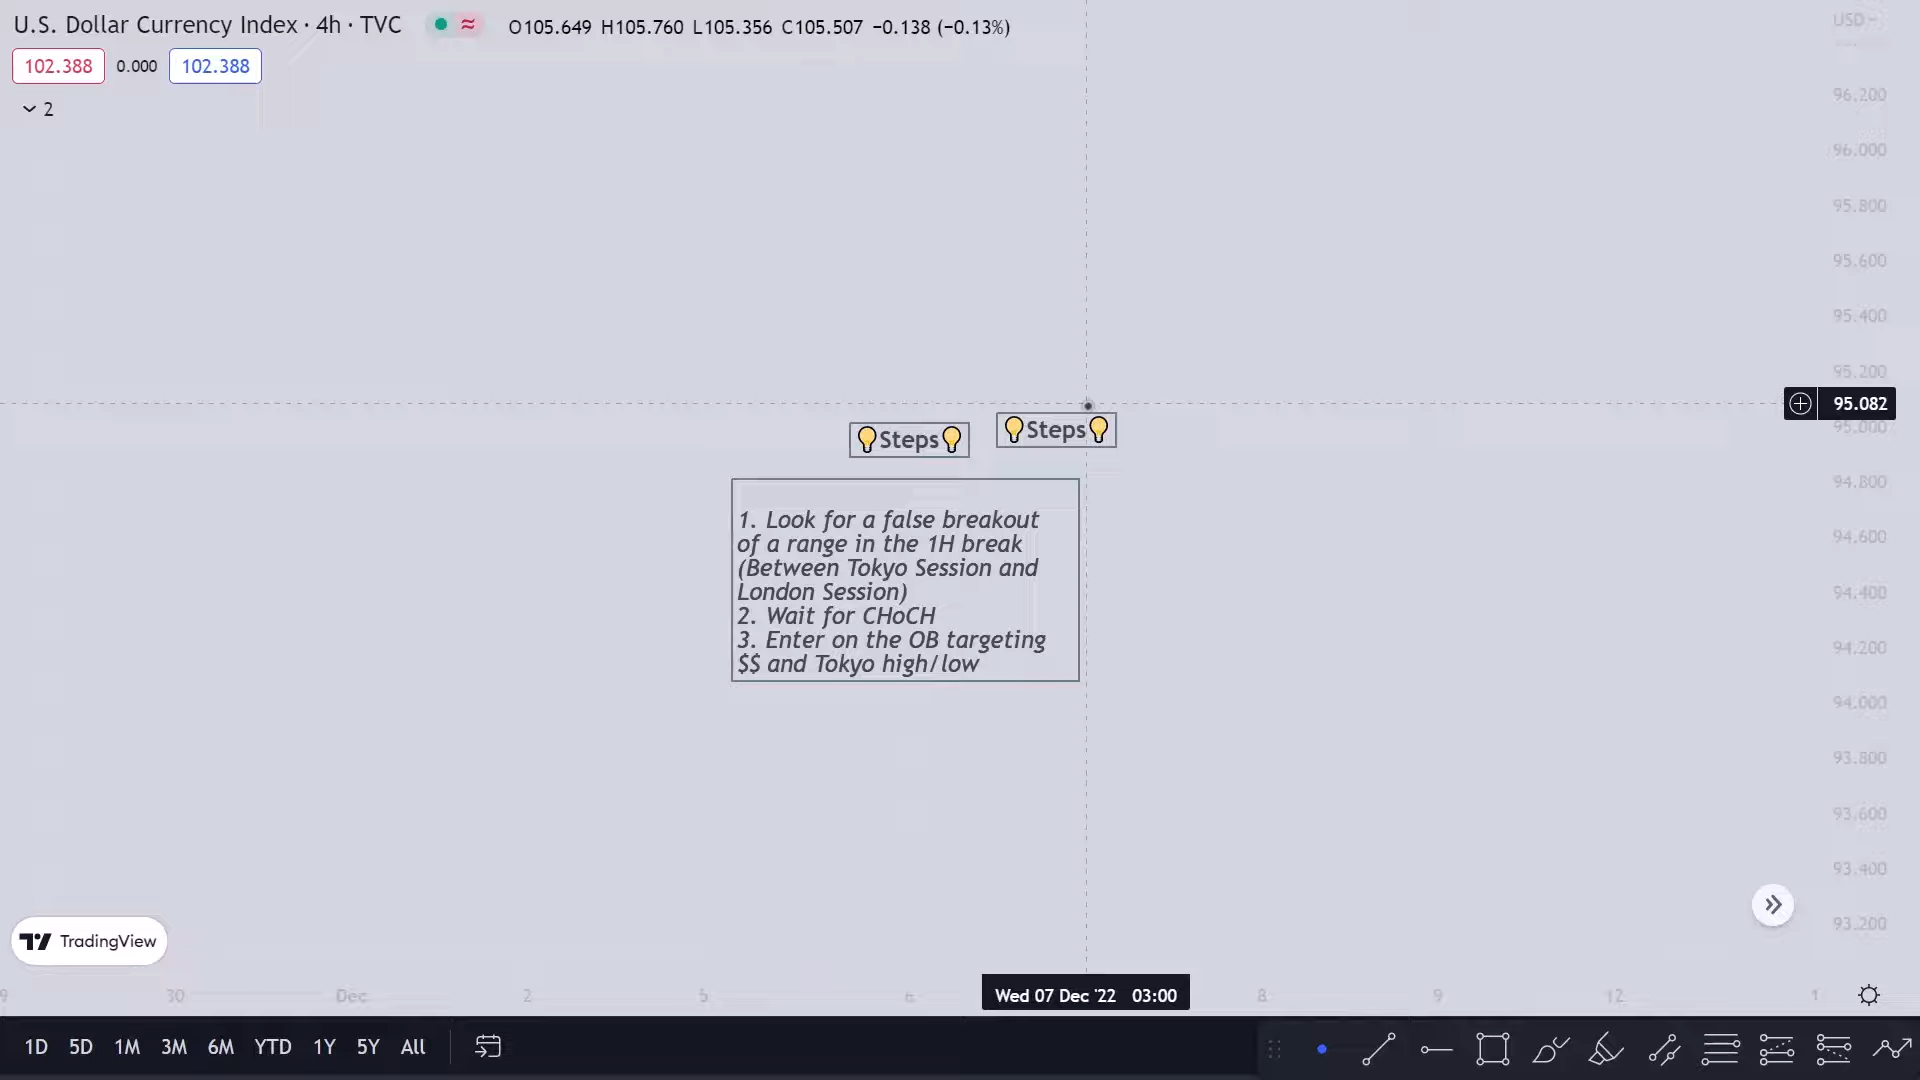 U.S. Dollar Currency Index · 4h · TVC
≈
O105.649 H105.760 L105.356 C105.507 −0.138 (−0.13%)
102.388 0.000 102.388
2
USD
96.200
96.000
95.800
95.600
95.400
95.200
95.082
95.000
94.800
94.600
94.400
94.200
94.000
93.800
93.600
93.400
93.200
💡Steps💡
💡Steps💡
1. Look for a false breakout
of a range in the 1H break
(Between Tokyo Session and
London Session)
2. Wait for CHoCH
3. Enter on the OB targeting
$$ and Tokyo high/low
TradingView
9 30 Dec 2 5 6 Wed 07 Dec '22 03:00 8 9 12 1
1D 5D 1M 3M 6M YTD 1Y 5Y All